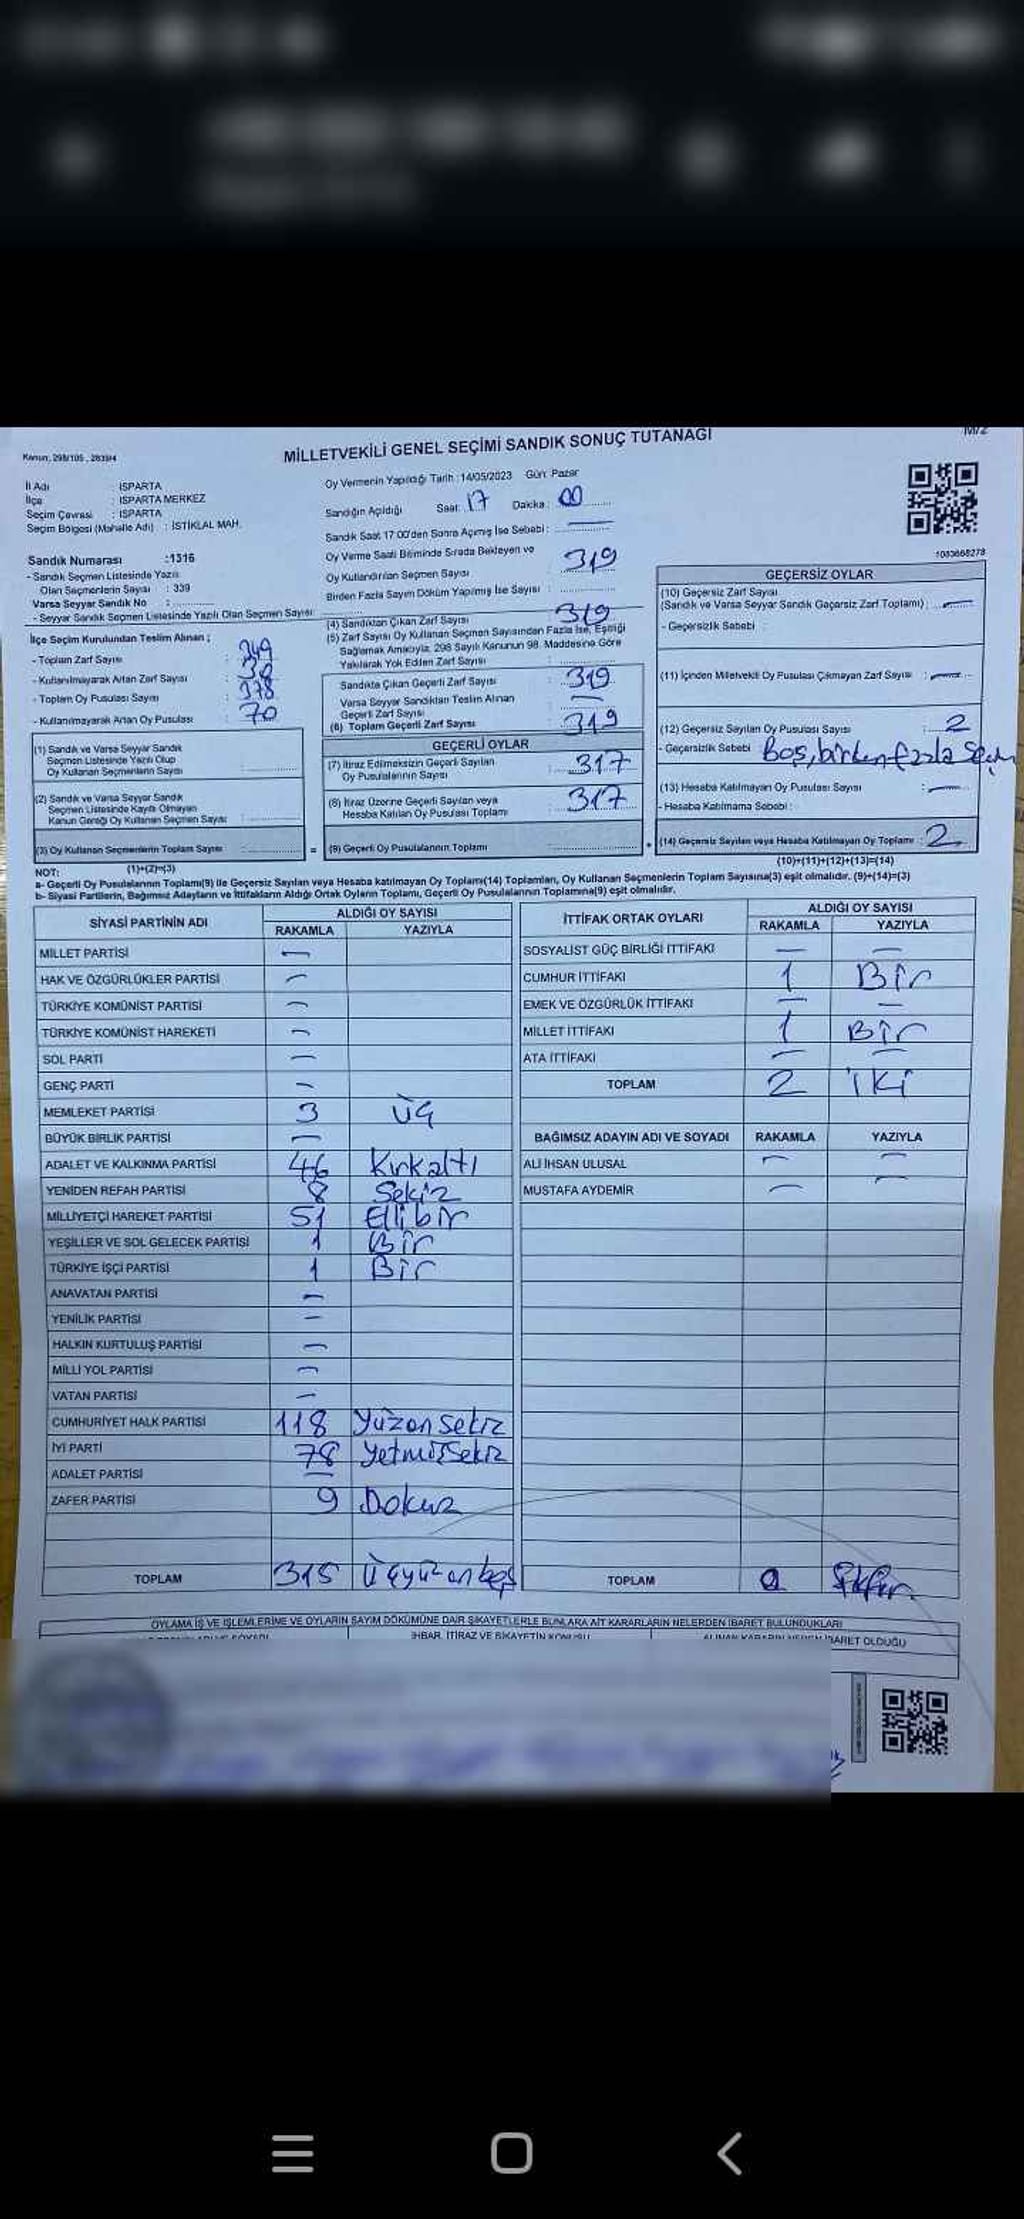 M/2
Kanun, 298/105, 2839/4
MİLLETVEKİLİ GENEL SEÇİMİ SANDIK SONUÇ TUTANAĞI
İl Adı : ISPARTA
İlçe : ISPARTA MERKEZ
Seçim Çevrası : ISPARTA
Seçim Bölgesi (Mahalle Adı) : İSTİKLAL MAH.
Sandık Numarası :1316
- Sandık Seçmen Listesinde Yazılı
Olan Seçmenlerin Sayısı : 339
Varsa Seyyar Sandık No :
- Seyyar Sandık Seçmen Listesinde Yazılı Olan Seçmen Sayısı:
İlçe Seçim Kurulundan Teslim Alınan ;
- Toplam Zarf Sayısı : 349
- Kullanılmayarak Artan Zarf Sayısı :
- Toplam Oy Pusulası Sayısı : 378
- Kullanılmayarak Artan Oy Pusulası : 70
Oy Vermenin Yapıldığı Tarih :14/05/2023 Gün: Pazar
Sandığın Açıldığı Saat: 17 Dakika : 00
Sandık Saat 17:00'den Sonra Açımış İse Sebebi : —
Oy Verme Saati Bitiminde Sırada Bekleyen ve
Oy Kullandırılan Seçmen Sayısı : 319
Birden Fazla Sayım Döküm Yapılmış İse Sayısı :
(4) Sandıktan Çıkan Zarf Sayısı 319
(5) Zarf Sayısı Oy Kullanan Seçmen Sayısından Fazla İse, Eşitliği
Sağlamak Amacıyla, 298 Sayılı Kanunun 98. Maddesine Göre
Yakılarak Yok Edilen Zarf Sayısı :
Sandıkta Çıkan Geçerli Zarf Sayısı : 319
Varsa Seyyar Sandıktan Teslim Alınan
Geçerli Zarf Sayısı : —
(6) Toplam Geçerli Zarf Sayısı : 319
1083668278
GEÇERSİZ OYLAR
(10) Geçersiz Zarf Sayısı
(Sandık ve Varsa Seyyar Sandık Geçersiz Zarf Toplamı) : —
- Geçersizlik Sebebi :
(11) İçinden Milletvekili Oy Pusulası Çıkmayan Zarf Sayısı : —
(12) Geçersiz Sayılan Oy Pusulası Sayısı : 2
- Geçersizlik Sebebi Boş, birden fazla Seçim
(13) Hesaba Katılmayan Oy Pusulası Sayısı : —
- Hesaba Katılmama Sebebi :
(14) Geçersiz Sayılan veya Hesaba Katılmayan Oy Toplamı : 2
(10)+(11)+(12)+(13)=(14)
(1) Sandık ve Varsa Seyyar Sandık
Seçmen Listesinde Yazılı Olup
Oy Kullanan Seçmenlerin Sayısı :
(2) Sandık ve Varsa Seyyar Sandık
Seçmen Listesinde Kayıtlı Olmayan
Kanun Gereği Oy Kullanan Seçmen Sayısı :
(3) Oy Kullanan Seçmenlerin Toplam Sayısı : =
(1)+(2)=(3)
GEÇERLİ OYLAR
(7) İtiraz Edilmeksizin Geçerli Sayılan
Oy Pusulalarının Sayısı : 317
(8) İtiraz Üzerine Geçerli Sayılan veya
Hesaba Katılan Oy Pusulası Toplamı : 317
(9) Geçerli Oy Pusulalarının Toplamı : +
NOT:
a- Geçerli Oy Pusulalarının Toplamı(9) ile Geçersiz Sayılan veya Hesaba katılmayan Oy Toplamı(14) Toplamları, Oy Kullanan Seçmenlerin Toplam Sayısına(3) eşit olmalıdır. (9)+(14)=(3)
b- Siyasi Partilerin, Bağımsız Adayların ve İttifakların Aldığı Ortak Oyların Toplamı, Geçerli Oy Pusulalarının Toplamına(9) eşit olmalıdır.
SİYASİ PARTİNİN ADI ALDIĞI OY SAYISI
RAKAMLA YAZIYLA
MİLLET PARTİSİ —
HAK VE ÖZGÜRLÜKLER PARTİSİ —
TÜRKİYE KOMÜNİST PARTİSİ —
TÜRKİYE KOMÜNİST HAREKETİ —
SOL PARTİ —
GENÇ PARTİ —
MEMLEKET PARTİSİ 3 ÜÇ
BÜYÜK BİRLİK PARTİSİ —
ADALET VE KALKINMA PARTİSİ 46 Kırkaltı
YENİDEN REFAH PARTİSİ 8 Sekiz
MİLLİYETÇİ HAREKET PARTİSİ 51 Ellibir
YEŞİLLER VE SOL GELECEK PARTİSİ 1 Bir
TÜRKİYE İŞÇİ PARTİSİ 1 Bir
ANAVATAN PARTİSİ —
YENİLİK PARTİSİ —
HALKIN KURTULUŞ PARTİSİ —
MİLLİ YOL PARTİSİ —
VATAN PARTİSİ —
CUMHURİYET HALK PARTİSİ 118 Yüzonsekiz
İYİ PARTİ 78 Yetmişsekiz
ADALET PARTİSİ —
ZAFER PARTİSİ 9 Dokuz
TOPLAM 315 Üçyüzonbeş
İTTİFAK ORTAK OYLARI ALDIĞI OY SAYISI
RAKAMLA YAZIYLA
SOSYALİST GÜÇ BİRLİĞİ İTTİFAKI — —
CUMHUR İTTİFAKI 1 Bir
EMEK VE ÖZGÜRLÜK İTTİFAKI — —
MİLLET İTTİFAKI 1 Bir
ATA İTTİFAKI — —
TOPLAM 2 İki
BAĞIMSIZ ADAYIN ADI VE SOYADI RAKAMLA YAZIYLA
ALİ İHSAN ULUSAL — —
MUSTAFA AYDEMİR — —
TOPLAM 0 Sıfır
OYLAMA İŞ VE İŞLEMLERİNE VE OYLARIN SAYIM DÖKÜMÜNE DAİR ŞİKAYETLERLE BUNLARA AİT KARARLARIN NELERDEN İBARET BULUNDUKLARI
İHBAR, İTİRAZ VE ŞİKAYETİN KONUSU
ALINAN KARARIN NEDEN İBARET OLDUĞU